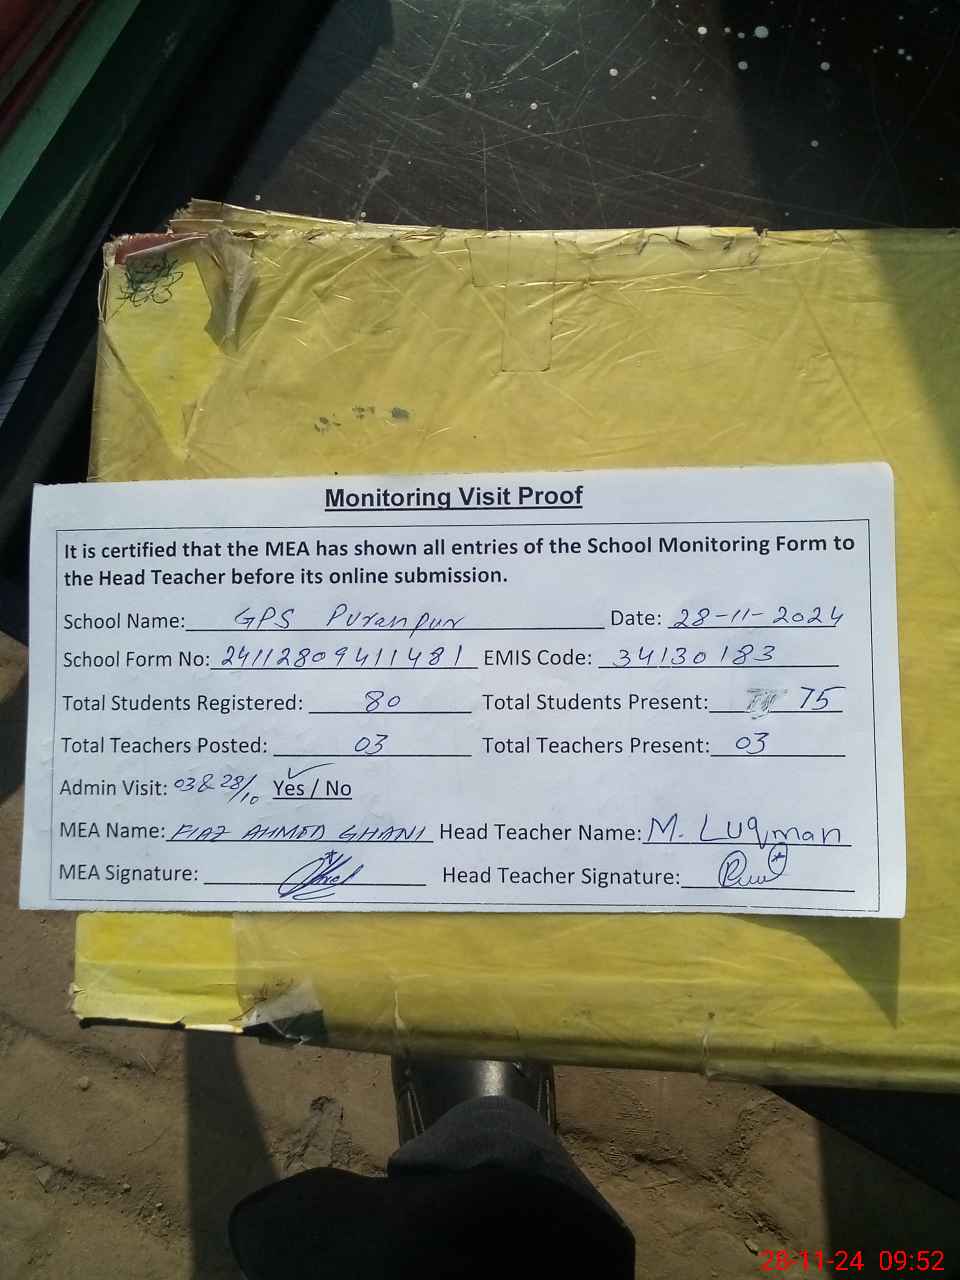 Monitoring Visit Proof
It is certified that the MEA has shown all entries of the School Monitoring Form to
the Head Teacher before its online submission.
School Name: GPS Puranpur Date: 28-11-2024
School Form No: 24112809411481 EMIS Code: 34130183
Total Students Registered: 80 Total Students Present: 75
Total Teachers Posted: 03 Total Teachers Present: 03
Admin Visit: 03 & 28/10 Yes / No
MEA Name: FIAZ AHMED GHANI Head Teacher Name: M. Luqman
MEA Signature: Head Teacher Signature:
28-11-24 09:52